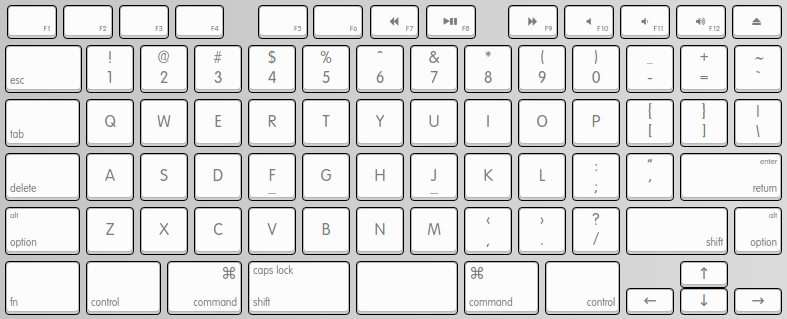 F1 F2 F3 F4 F5 F6 F7 F8 F9 F10 F11 F12
! @ # $ % ^ & * ( ) _ + ~
esc 1 2 3 4 5 6 7 8 9 0 - = `
tab Q W E R T Y U I O P { [ } ] | \
delete A S D F G H J K L : ; “ ‘ enter return
alt option Z X C V B N M ‹ , › . ? / shift alt option
fn control ⌘ command caps lock shift ⌘ command control ↑
← ↓ →